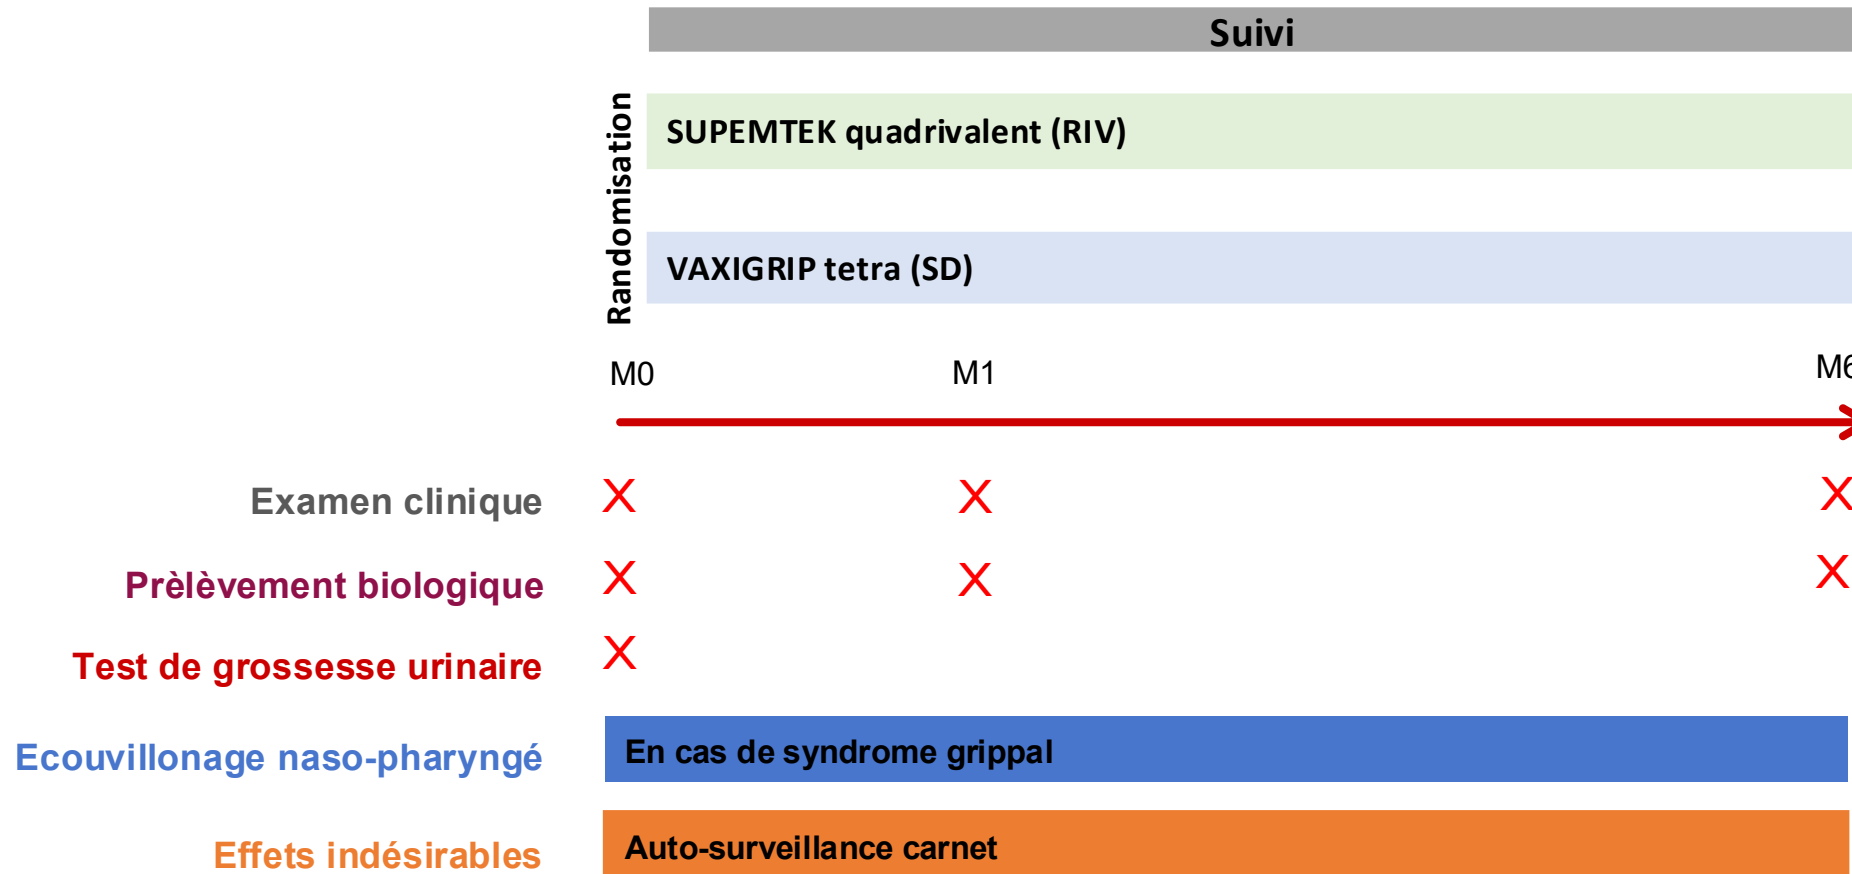 Suivi
Randomisation
SUPEMTEK quadrivalent (RIV)
VAXIGRIP tetra (SD)
M0 M1 M6
Examen clinique X X X
Prèlèvement biologique X X X
Test de grossesse urinaire X
Ecouvillonage naso-pharyngé En cas de syndrome grippal
Effets indésirables Auto-surveillance carnet